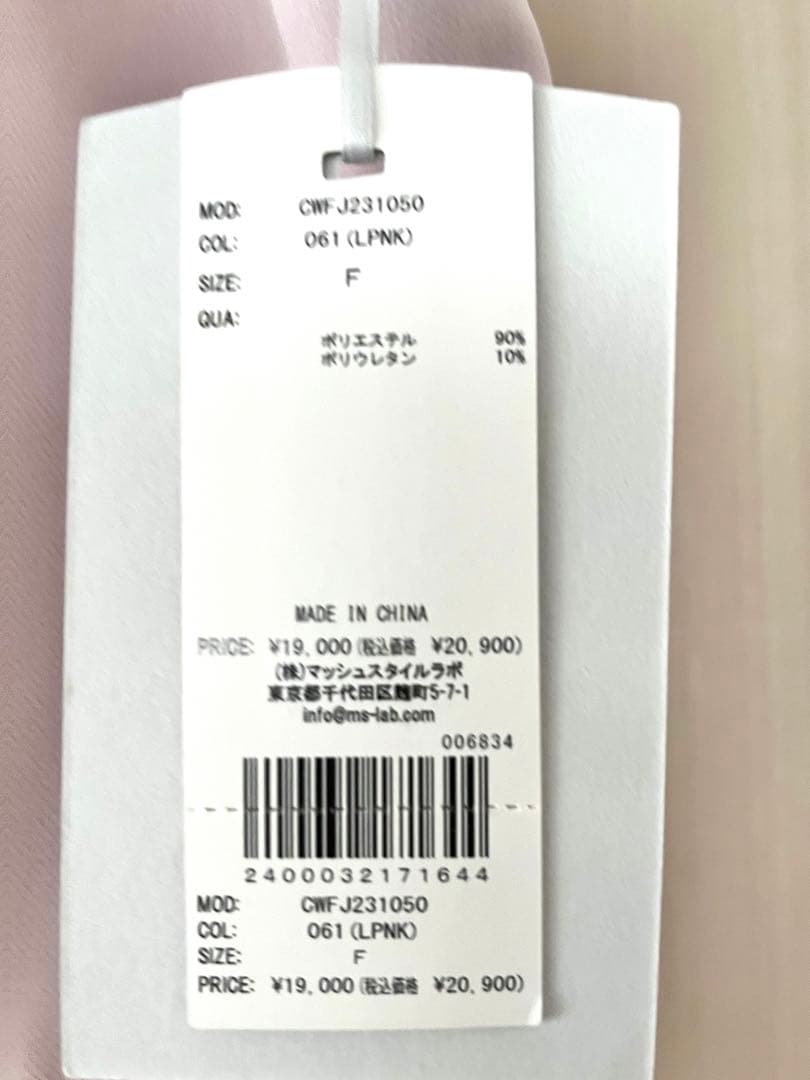 MOD: CWFJ231050
COL: 061(LPNK)
SIZE: F
QUA:
ポリエステル 90%
ポリウレタン 10%
MADE IN CHINA
PRICE: ¥19,000(税込価格 ¥20,900)
(株)マッシュスタイルラボ
東京都千代田区麹町5-7-1
info@ms-lab.com
006834
2400032171644
MOD: CWFJ231050
COL: 061(LPNK)
SIZE: F
PRICE: ¥19,000(税込価格 ¥20,900)